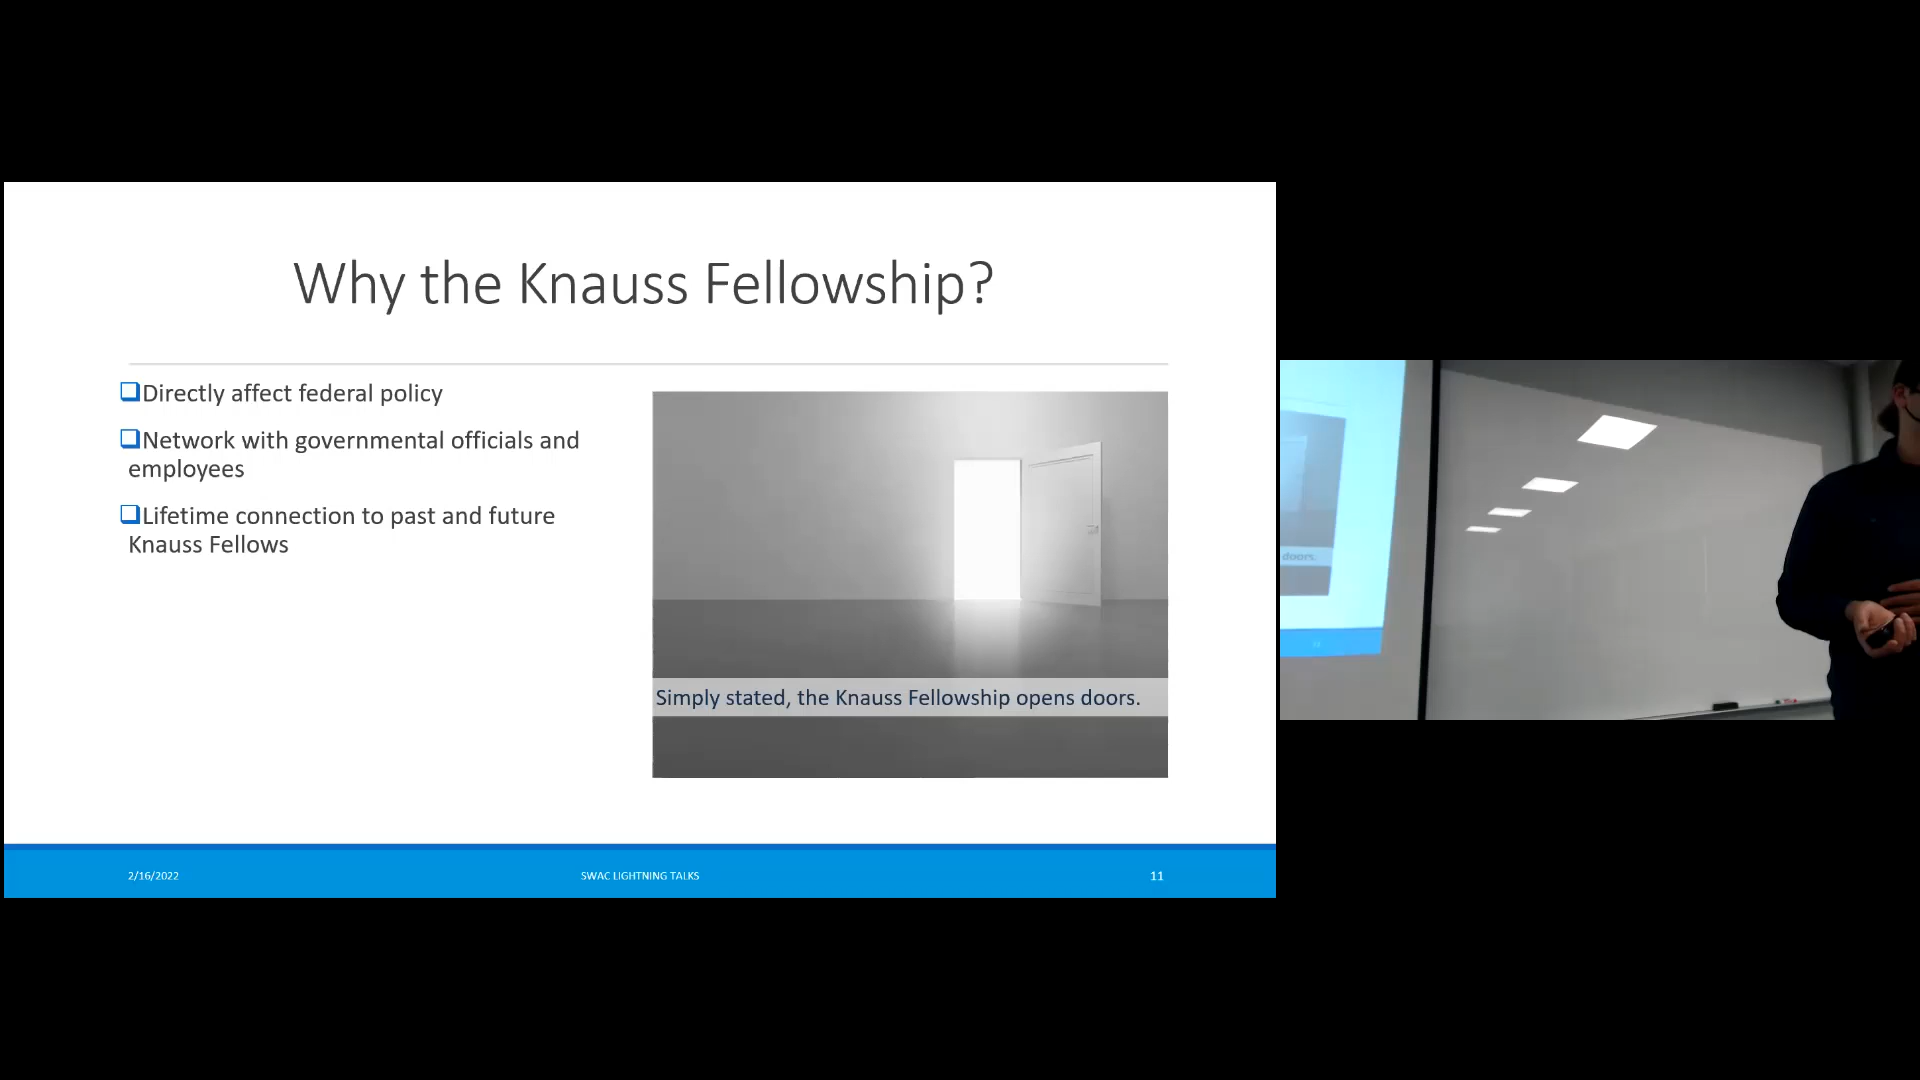 Why the Knauss Fellowship?
Directly affect federal policy
Network with governmental officials and
employees
Lifetime connection to past and future
Knauss Fellows
Simply stated, the Knauss Fellowship opens doors.
doors.
2/16/2022
SWAC LIGHTNING TALKS
11